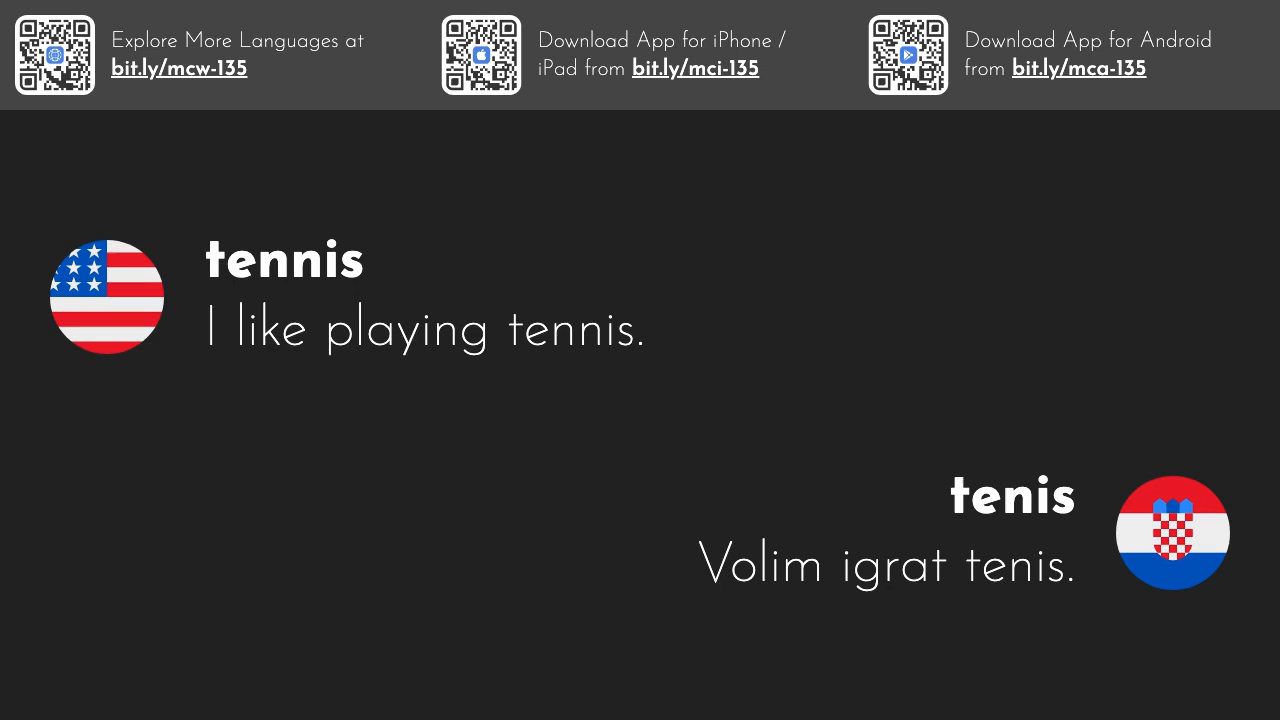 Explore More Languages at
bit.ly/mcw-135
Download App for iPhone /
iPad from bit.ly/mci-135
Download App for Android
from bit.ly/mca-135
tennis
I like playing tennis.
tenis
Volim igrat tenis.